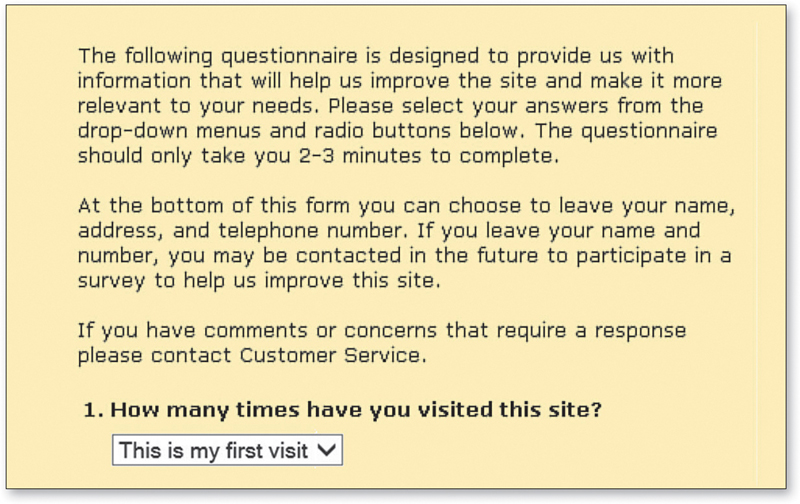 The following questionnaire is designed to provide us with
information that will help us improve the site and make it more
relevant to your needs. Please select your answers from the
drop-down menus and radio buttons below. The questionnaire
should only take you 2-3 minutes to complete.
At the bottom of this form you can choose to leave your name,
address, and telephone number. If you leave your name and
number, you may be contacted in the future to participate in a
survey to help us improve this site.
If you have comments or concerns that require a response
please contact Customer Service.
1. How many times have you visited this site?
This is my first visit